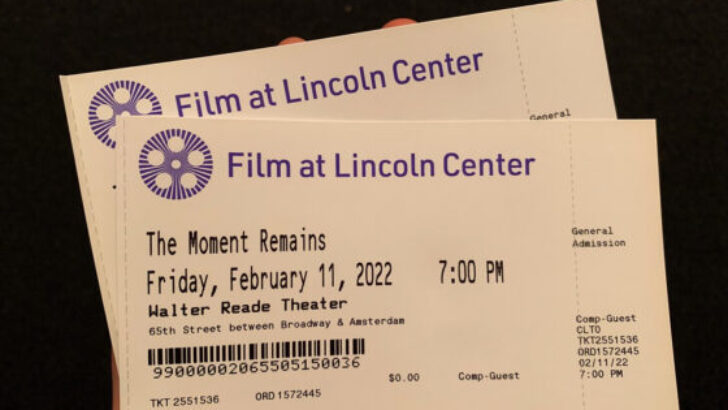 Film at Lincoln Center
General
Film at Lincoln Center
The Moment Remains
Friday, February 11, 2022 7:00 PM
Walter Reade Theater
65th Street between Broadway & Amsterdam
99000002065505150036
$0.00 Comp-Guest
TKT 2551536 ORD 1572445
General
Admission
Comp-Guest
CLTO
TKT2551536
ORD1572445
02/11/22
7:00 PM